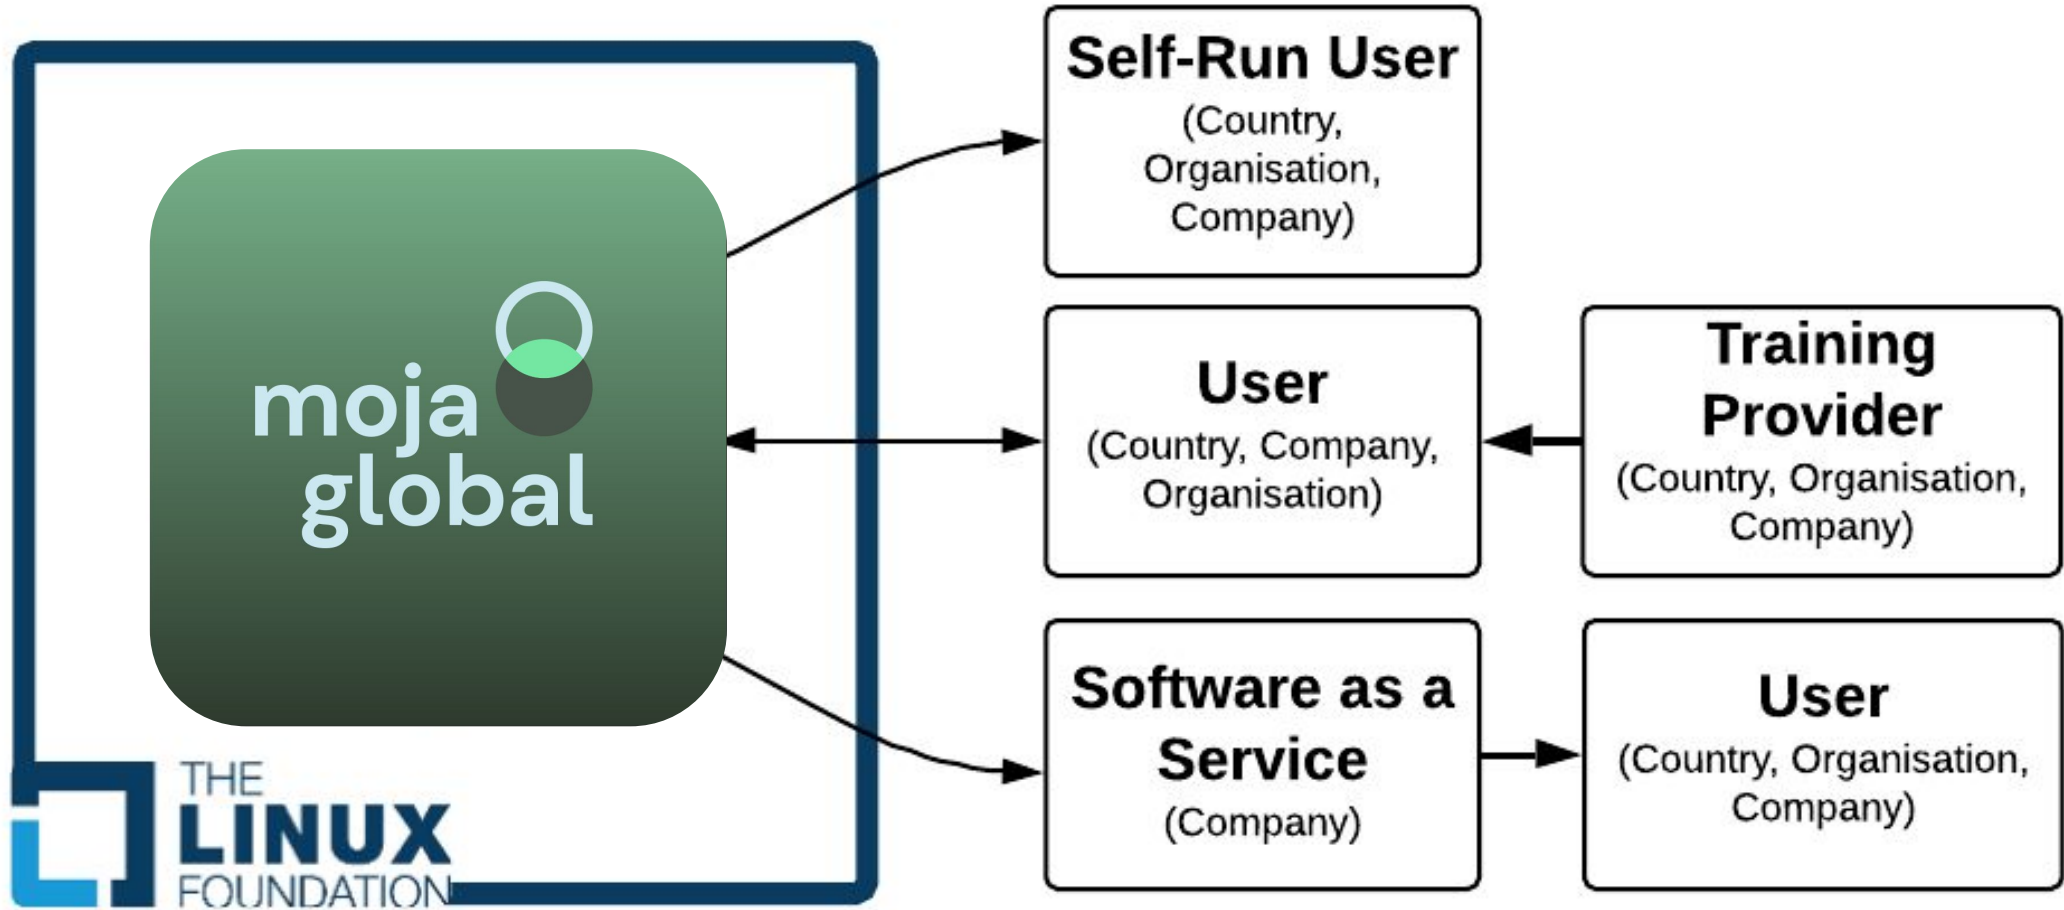 moja
global
THE
LINUX
FOUNDATION
Self-Run User
(Country,
Organisation,
Company)
User
(Country, Company,
Organisation)
Training
Provider
(Country, Organisation,
Company)
Software as a
Service
(Company)
User
(Country, Organisation,
Company)